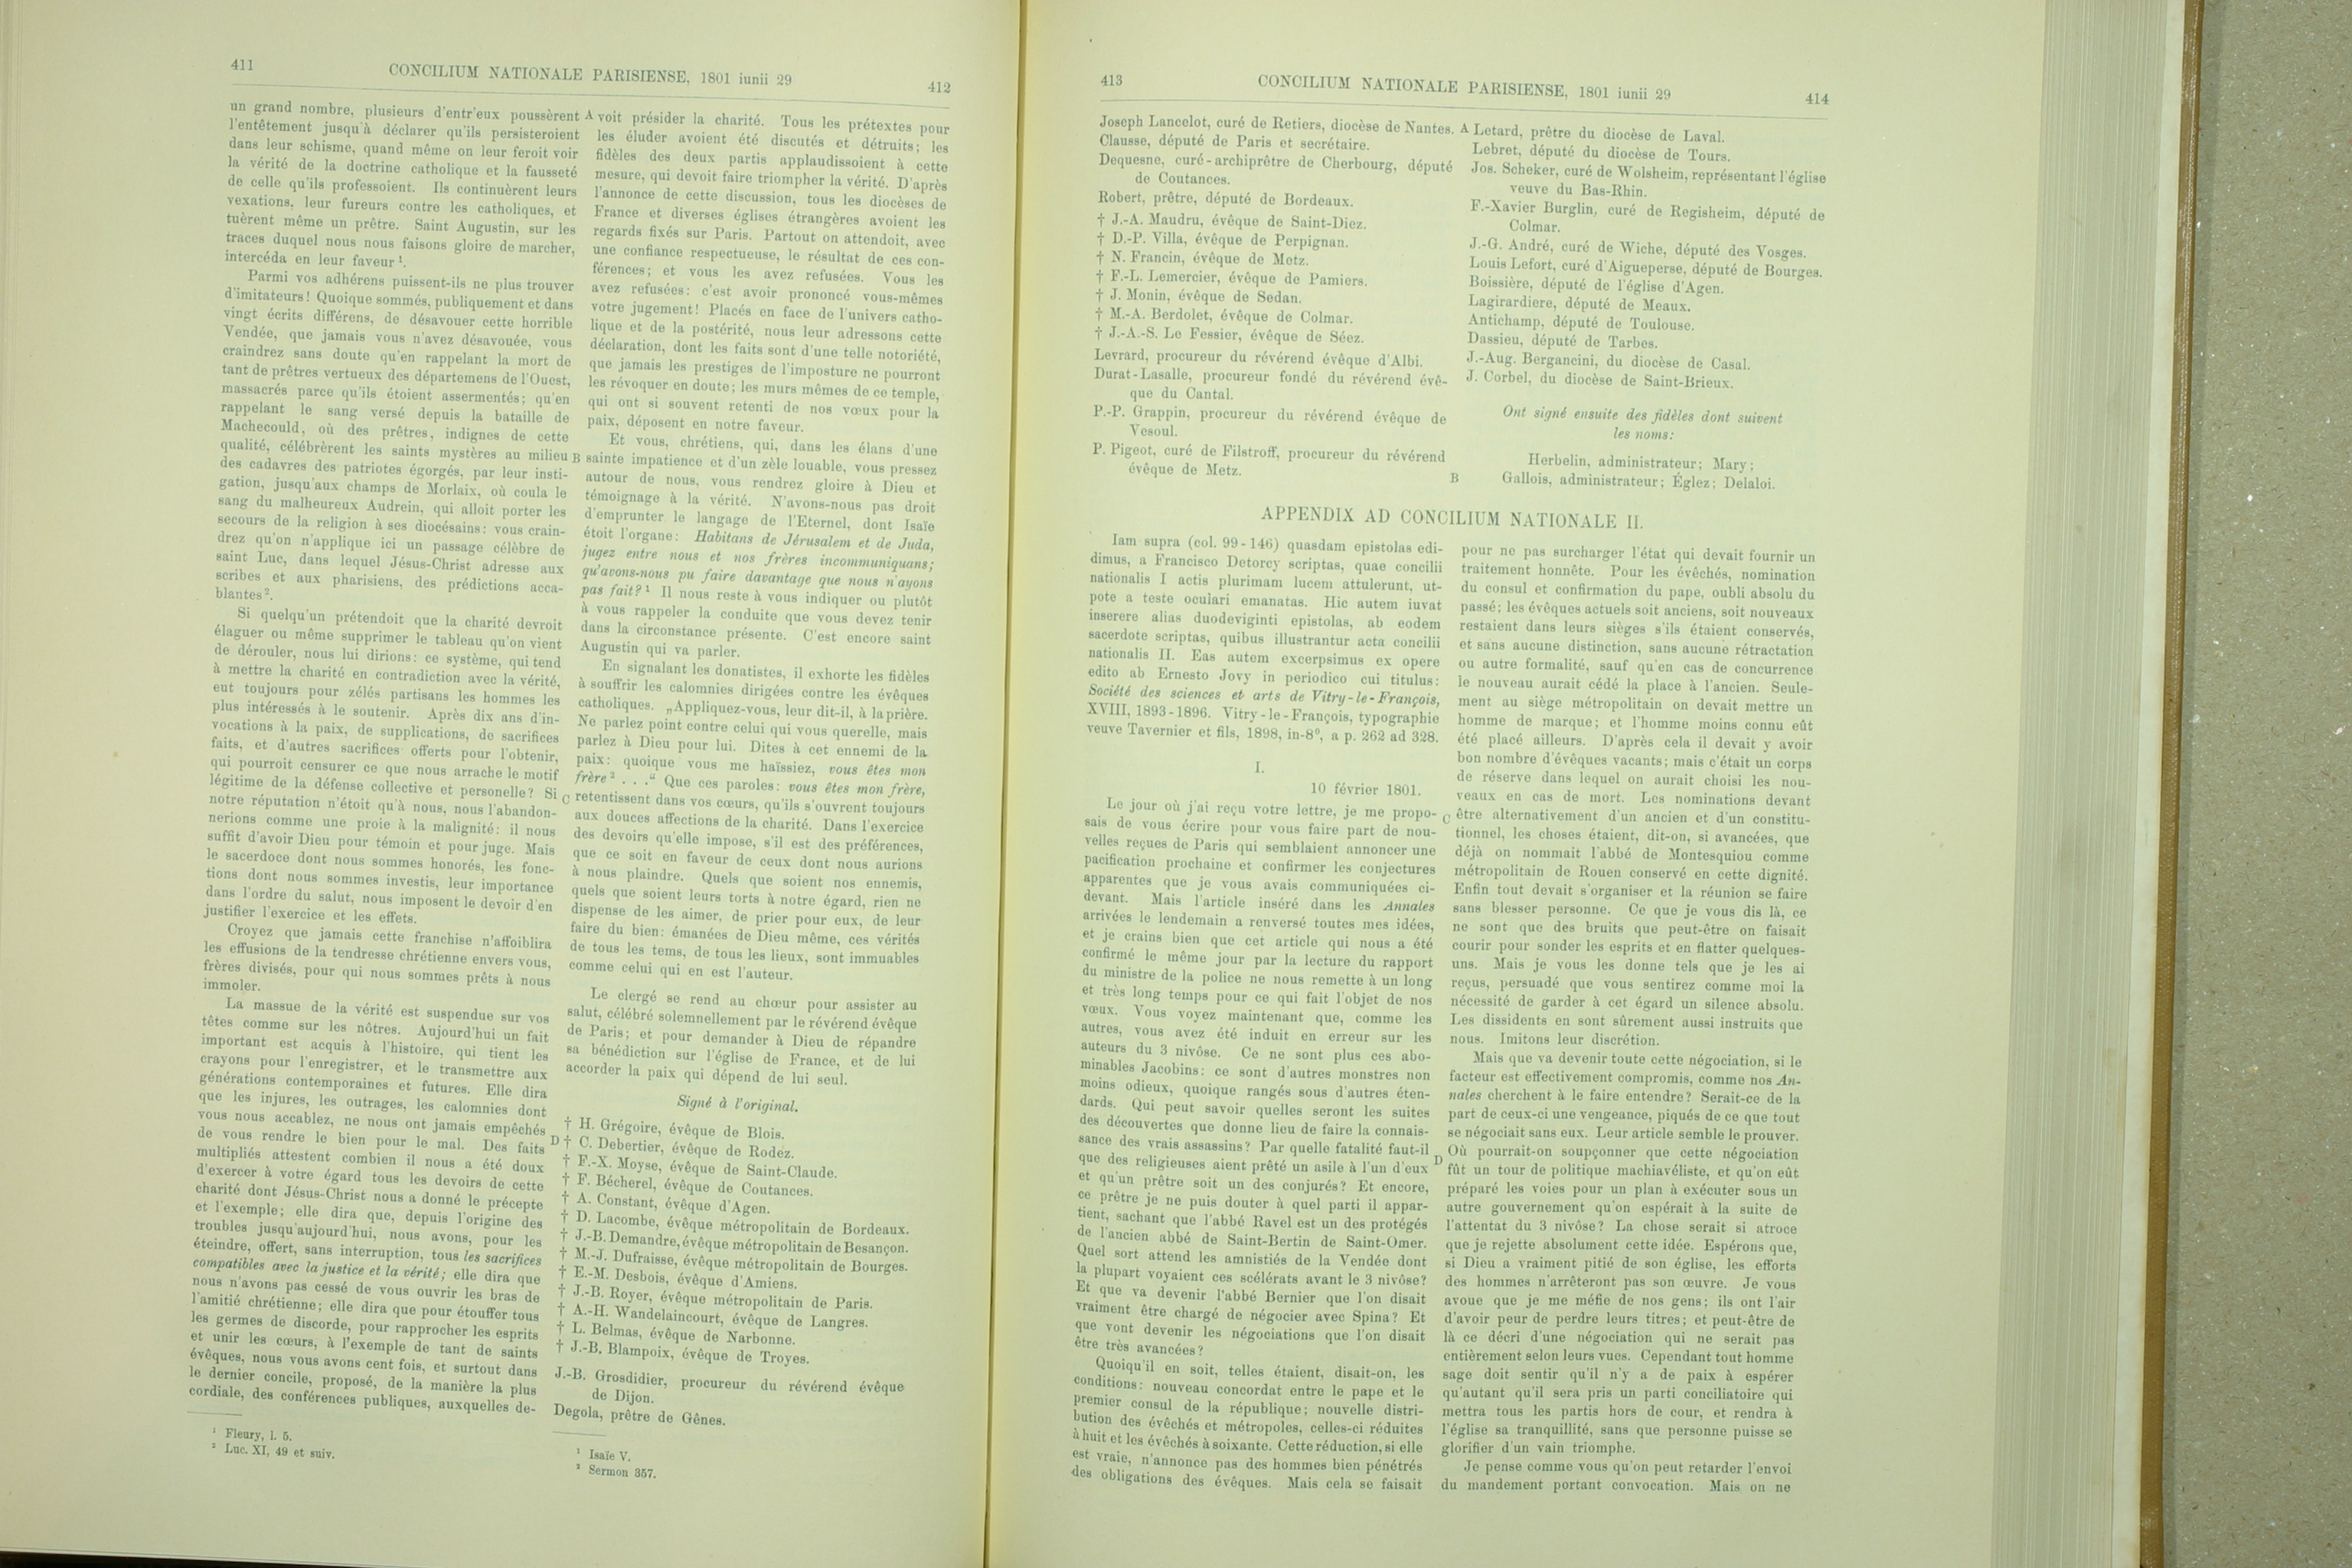 411
CONCILIUM NATIONALE PARISIENSE, 1801 iunii 29
412
un grand nombre, plusieurs d'entr'eux poussèrent
l'entêtement jusqu'à déclarer qu'ils persisteroient
dans leur schisme, quand même on leur feroit voir
la vérité de la doctrine catholique et la fausseté
de celle qu'ils professoient. Ils continuèrent leurs
vexations, leur fureurs contre les catholiques, et
tuèrent même un prêtre. Saint Augustin, sur les
traces duquel nous nous faisons gloire de marcher,
intercéda en leur faveur ¹.
Parmi vos adhérens puissent-ils ne plus trouver
d'imitateurs! Quoique sommés, publiquement et dans
vingt écrits différens, de désavouer cette horrible
Vendée, que jamais vous n'avez désavouée, vous
craindrez sans doute qu'en rappelant la mort de
tant de prêtres vertueux des départemens de l'Ouest,
massacrés parce qu'ils étoient assermentés; qu'en
rappelant le sang versé depuis la bataille de
Machecould, où des prêtres, indignes de cette
qualité, célébrèrent les saints mystères au milieu
des cadavres des patriotes égorgés, par leur insti-
gation, jusqu'aux champs de Morlaix, où coula le
sang du malheureux Audrein, qui alloit porter les
secours de la religion à ses diocésains: vous crain-
drez qu'on n'applique ici un passage célèbre de
saint Luc, dans lequel Jésus-Christ adresse aux
scribes et aux pharisiens, des prédictions acca-
blantes ².
Si quelqu'un prétendoit que la charité devroit
élaguer ou même supprimer le tableau qu'on vient
de dérouler, nous lui dirions: ce système, qui tend
à mettre la charité en contradiction avec la vérité,
eut toujours pour zélés partisans les hommes les
plus intéressés à le soutenir. Après dix ans d'in-
vocations à la paix, de supplications, de sacrifices
faits, et d'autres sacrifices offerts pour l'obtenir,
qui pourroit censurer ce que nous arrache le motif
légitime de la défense collective et personelle? Si
notre réputation n'étoit qu'à nous, nous l'abandon-
nerions comme une proie à la malignité: il nous
suffit d'avoir Dieu pour témoin et pour juge. Mais
le sacerdoce dont nous sommes honorés, les fonc-
tions dont nous sommes investis, leur importance
dans l'ordre du salut, nous imposent le devoir d'en
justifier l'exercice et les effets.
Croyez que jamais cette franchise n'affoiblira
les effusions de la tendresse chrétienne envers vous,
frères divisés, pour qui nous sommes prêts à nous
immoler.
La massue de la vérité est suspendue sur vos
têtes comme sur les nôtres. Aujourd'hui un fait
important est acquis à l'histoire, qui tient les
crayons pour l'enregistrer, et le transmettre aux
générations contemporaines et futures. Elle dira
que les injures, les outrages, les calomnies dont
vous nous accablez, ne nous ont jamais empêchés
de vous rendre le bien pour le mal. Des faits
multipliés attestent combien il nous a été doux
d'exercer à votre égard tous les devoirs de cette
charité dont Jésus-Christ nous a donné le précepte
et l'exemple; elle dira que, depuis l'origine des
troubles jusqu'aujourd'hui, nous avons, pour les
éteindre, offert, sans interruption, tous les sacrifices
compatibles avec la justice et la vérité; elle dira que
nous n'avons pas cessé de vous ouvrir les bras de
l'amitié chrétienne; elle dira que pour étouffer tous
les germes de discorde, pour rapprocher les esprits
et unir les cœurs, à l'exemple de tant de saints
évêques, nous vous avons cent fois, et surtout dans
le dernier concile, proposé, de la manière la plus
cordiale, des conférences publiques, auxquelles de-
¹ Fleury, l. 5.
² Luc. XI, 49 et suiv.
A
B
C
D
voit présider la charité. Tous les prétextes pour
les éluder avoient été discutés et détruits; les
fidèles des deux partis applaudissoient à cette
mesure, qui devoit faire triompher la vérité. D'après
l'annonce de cette discussion, tous les diocèses de
France et diverses églises étrangères avoient les
regards fixés sur Paris. Partout on attendoit, avec
une confiance respectueuse, le résultat de ces con-
férences; et vous les avez refusées. Vous les
avez refusées: c'est avoir prononcé vous-mêmes
votre jugement! Placés en face de l'univers catho-
lique et de la postérité, nous leur adressons cette
déclaration, dont les faits sont d'une telle notoriété,
que jamais les prestiges de l'imposture ne pourront
les révoquer en doute; les murs mêmes de ce temple,
qui ont si souvent retenti de nos vœux pour la
paix, déposent en notre faveur.
Et vous, chrétiens, qui, dans les élans d'une
sainte impatience et d'un zèle louable, vous pressez
autour de nous, vous rendrez gloire à Dieu et
témoignage à la vérité. N'avons-nous pas droit
d'emprunter le langage de l'Eternel, dont Isaïe
étoit l'organe: Habitans de Jérusalem et de Juda,
jugez entre nous et nos frères incommuniquans;
qu'avons-nous pu faire davantage que nous n'ayons
pas fait? ¹ Il nous reste à vous indiquer ou plutôt
à vous rappeler la conduite que vous devez tenir
dans la circonstance présente. C'est encore saint
Augustin qui va parler.
En signalant les donatistes, il exhorte les fidèles
à souffrir les calomnies dirigées contre les évêques
catholiques. „Appliquez-vous, leur dit-il, à la prière.
Ne parlez point contre celui qui vous querelle, mais
parlez à Dieu pour lui. Dites à cet ennemi de la
paix: quoique vous me haïssiez, vous êtes mon
frère ² . . .“ Que ces paroles: vous êtes mon frère,
retentissent dans vos cœurs, qu'ils s'ouvrent toujours
aux douces affections de la charité. Dans l'exercice
des devoirs qu'elle impose, s'il est des préférences,
que ce soit en faveur de ceux dont nous aurions
à nous plaindre. Quels que soient nos ennemis,
quels que soient leurs torts à notre égard, rien ne
dispense de les aimer, de prier pour eux, de leur
faire du bien: émanées de Dieu même, ces vérités
de tous les tems, de tous les lieux, sont immuables
comme celui qui en est l'auteur.
Le clergé se rend au chœur pour assister au
salut, célébré solemnellement par le révérend évêque
de Paris; et pour demander à Dieu de répandre
sa bénédiction sur l'église de France, et de lui
accorder la paix qui dépend de lui seul.
Signé à l'original.
† H. Grégoire, évêque de Blois.
† C. Debertier, évêque de Rodez.
† F.-X. Moyse, évêque de Saint-Claude.
† F. Bécherel, évêque de Coutances.
† A. Constant, évêque d'Agen.
† D. Lacombe, évêque métropolitain de Bordeaux.
† J.-B. Demandre, évêque métropolitain de Besançon.
† M.-J. Dufraisse, évêque métropolitain de Bourges.
† E.-M. Desbois, évêque d'Amiens.
† J.-B. Royer, évêque métropolitain de Paris.
† A.-H. Wandelaincourt, évêque de Langres.
† L. Belmas, évêque de Narbonne.
† J.-B. Blampoix, évêque de Troyes.
J.-B. Grosdidier, procureur du révérend évêque
de Dijon.
Degola, prêtre de Gênes.
¹ Isaïe V.
² Sermon 357.
413
CONCILIUM NATIONALE PARISIENSE, 1801 iunii 29
414
Joseph Lancelot, curé de Retiers, diocèse de Nantes.
Clausse, député de Paris et secrétaire.
Dequesne, curé-archiprêtre de Cherbourg, député
de Coutances.
Robert, prêtre, député de Bordeaux.
† J.-A. Maudru, évêque de Saint-Diez.
† D.-P. Villa, évêque de Perpignan.
† N. Francin, évêque de Metz.
† F.-L. Lemercier, évêque de Pamiers.
† J. Monin, évêque de Sedan.
† M.-A. Berdolet, évêque de Colmar.
† J.-A.-S. Le Fessier, évêque de Séez.
Levrard, procureur du révérend évêque d'Albi.
Durat-Lasalle, procureur fondé du révérend évê-
que du Cantal.
P.-P. Grappin, procureur du révérend évêque de
Vesoul.
P. Pigeot, curé de Filstroff, procureur du révérend
évêque de Metz.
A
B
Letard, prêtre du diocèse de Laval.
Lebret, député du diocèse de Tours.
Jos. Scheker, curé de Wolsheim, représentant l'église
veuve du Bas-Rhin.
F.-Xavier Burglin, curé de Regisheim, député de
Colmar.
J.-G. André, curé de Wiche, député des Vosges.
Louis Lefort, curé d'Aigueperse, député de Bourges.
Boissière, député de l'église d'Agen.
Lagirardiere, député de Meaux.
Antichamp, député de Toulouse.
Dassieu, député de Tarbes.
J.-Aug. Bergancini, du diocèse de Casal.
J. Corbel, du diocèse de Saint-Brieux.
Ont signé ensuite des fidèles dont suivent
les noms:
Herbelin, administrateur; Mary;
Gallois, administrateur; Églez; Delaloi.
APPENDIX AD CONCILIUM NATIONALE II.
Iam supra (col. 99-146) quasdam epistolas edi-
dimus, a Francisco Detorcy scriptas, quae concilii
nationalis I actis plurimam lucem attulerunt, ut-
pote a teste oculari emanatas. Hic autem iuvat
inserere alias duodeviginti epistolas, ab eodem
sacerdote scriptas, quibus illustrantur acta concilii
nationalis II. Eas autem excerpsimus ex opere
edito ab Ernesto Jovy in periodico cui titulus:
Société des sciences et arts de Vitry-le-François,
XVIII, 1893-1896. Vitry-le-François, typographie
veuve Tavernier et fils, 1898, in-8⁰, a p. 262 ad 328.
I.
10 février 1801.
Le jour où j'ai reçu votre lettre, je me propo-
sais de vous écrire pour vous faire part de nou-
velles reçues de Paris qui semblaient annoncer une
pacification prochaine et confirmer les conjectures
apparentes que je vous avais communiquées ci-
devant. Mais l'article inséré dans les Annales
arrivées le lendemain a renversé toutes mes idées,
et je crains bien que cet article qui nous a été
confirmé le même jour par la lecture du rapport
du ministre de la police ne nous remette à un long
et très long temps pour ce qui fait l'objet de nos
vœux. Vous voyez maintenant que, comme les
autres, vous avez été induit en erreur sur les
auteurs du 3 nivôse. Ce ne sont plus ces abo-
minables Jacobins: ce sont d'autres monstres non
moins odieux, quoique rangés sous d'autres éten-
dards. Qui peut savoir quelles seront les suites
des découvertes que donne lieu de faire la connais-
sance des vrais assassins? Par quelle fatalité faut-il
que des religieuses aient prêté un asile à l'un d'eux
et qu'un prêtre soit un des conjurés? Et encore,
ce prêtre je ne puis douter à quel parti il appar-
tient, sachant que l'abbé Ravel est un des protégés
de l'ancien abbé de Saint-Bertin de Saint-Omer.
Quel sort attend les amnistiés de la Vendée dont
la plupart voyaient ces scélérats avant le 3 nivôse?
Et que va devenir l'abbé Bernier que l'on disait
vraiment être chargé de négocier avec Spina? Et
que vont devenir les négociations que l'on disait
être très avancées?
Quoiqu'il en soit, telles étaient, disait-on, les
conditions: nouveau concordat entre le pape et le
premier consul de la république; nouvelle distri-
bution des évêchés et métropoles, celles-ci réduites
à huit et les évêchés à soixante. Cette réduction, si elle
est vraie, n'annonce pas des hommes bien pénétrés
des obligations des évêques. Mais cela se faisait
C
D
pour ne pas surcharger l'état qui devait fournir un
traitement honnête. Pour les évêchés, nomination
du consul et confirmation du pape, oubli absolu du
passé; les évêques actuels soit anciens, soit nouveaux
restaient dans leurs sièges s'ils étaient conservés,
et sans aucune distinction, sans aucune rétractation
ou autre formalité, sauf qu'en cas de concurrence
le nouveau aurait cédé la place à l'ancien. Seule-
ment au siège métropolitain on devait mettre un
homme de marque; et l'homme moins connu eût
été placé ailleurs. D'après cela il devait y avoir
bon nombre d'évêques vacants; mais c'était un corps
de réserve dans lequel on aurait choisi les nou-
veaux en cas de mort. Les nominations devant
être alternativement d'un ancien et d'un constitu-
tionnel, les choses étaient, dit-on, si avancées, que
déjà on nommait l'abbé de Montesquiou comme
métropolitain de Rouen conservé en cette dignité.
Enfin tout devait s'organiser et la réunion se faire
sans blesser personne. Ce que je vous dis là, ce
ne sont que des bruits que peut-être on faisait
courir pour sonder les esprits et en flatter quelques-
uns. Mais je vous les donne tels que je les ai
reçus, persuadé que vous sentirez comme moi la
nécessité de garder à cet égard un silence absolu.
Les dissidents en sont sûrement aussi instruits que
nous. Imitons leur discrétion.
Mais que va devenir toute cette négociation, si le
facteur est effectivement compromis, comme nos An-
nales cherchent à le faire entendre? Serait-ce de la
part de ceux-ci une vengeance, piqués de ce que tout
se négociait sans eux. Leur article semble le prouver.
Où pourrait-on soupçonner que cette négociation
fût un tour de politique machiavéliste, et qu'on eût
préparé les voies pour un plan à exécuter sous un
autre gouvernement qu'on espérait à la suite de
l'attentat du 3 nivôse? La chose serait si atroce
que je rejette absolument cette idée. Espérons que,
si Dieu a vraiment pitié de son église, les efforts
des hommes n'arrêteront pas son œuvre. Je vous
avoue que je me méfie de nos gens; ils ont l'air
d'avoir peur de perdre leurs titres; et peut-être de
là ce décri d'une négociation qui ne serait pas
entièrement selon leurs vues. Cependant tout homme
sage doit sentir qu'il n'y a de paix à espérer
qu'autant qu'il sera pris un parti conciliatoire qui
mettra tous les partis hors de cour, et rendra à
l'église sa tranquillité, sans que personne puisse se
glorifier d'un vain triomphe.
Je pense comme vous qu'on peut retarder l'envoi
du mandement portant convocation. Mais on ne